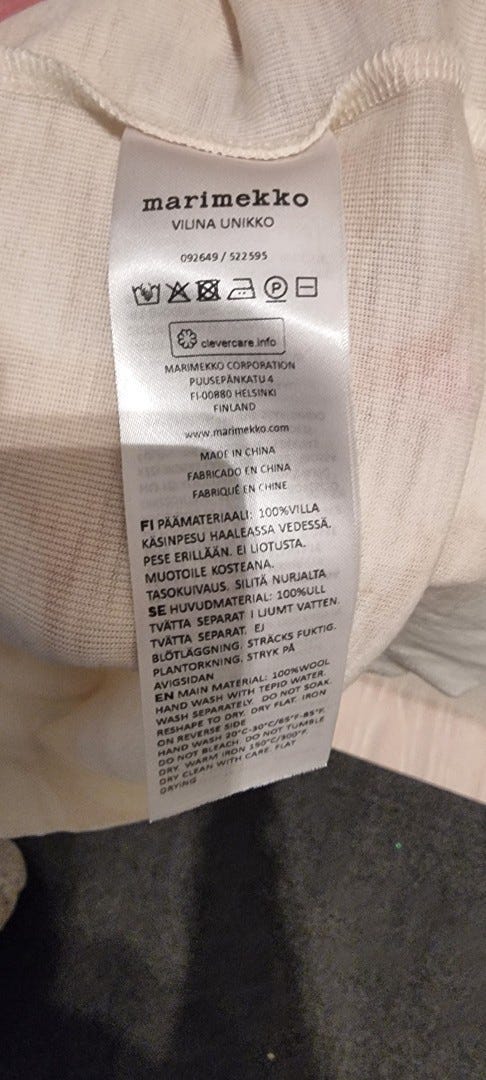 marimekko
VILINA UNIKKO
092649 / 522595
P
clevercare.info
MARIMEKKO CORPORATION
PUUSEPÄNKATU 4
FI-00880 HELSINKI
FINLAND
www.marimekko.com
MADE IN CHINA
FABRICADO EN CHINA
FABRIQUÉ EN CHINE
FI PÄÄMATERIAALI: 100%VILLA
KÄSINPESU HAALEASSA VEDESSÄ.
PESE ERILLÄÄN. EI LIOTUSTA.
MUOTOILE KOSTEANA.
TASOKUIVAUS. SILITÄ NURJALTA
SE HUVUDMATERIAL: 100%ULL
TVÄTTA SEPARAT I LJUMT VATTEN.
TVÄTTA SEPARAT. EJ
BLÖTLÄGGNING. STRÄCKS FUKTIG.
PLANTORKNING. STRYK PÅ
AVIGSIDAN
EN MAIN MATERIAL: 100%WOOL
HAND WASH WITH TEPID WATER.
WASH SEPARATELY. DO NOT SOAK.
RESHAPE TO DRY. DRY FLAT. IRON
ON REVERSE SIDE
HAND WASH 20°C-30°C/65°F-85°F.
DO NOT BLEACH. DO NOT TUMBLE
DRY. WARM IRON 150°C/300°F.
DRY CLEAN WITH CARE. FLAT
DRYING